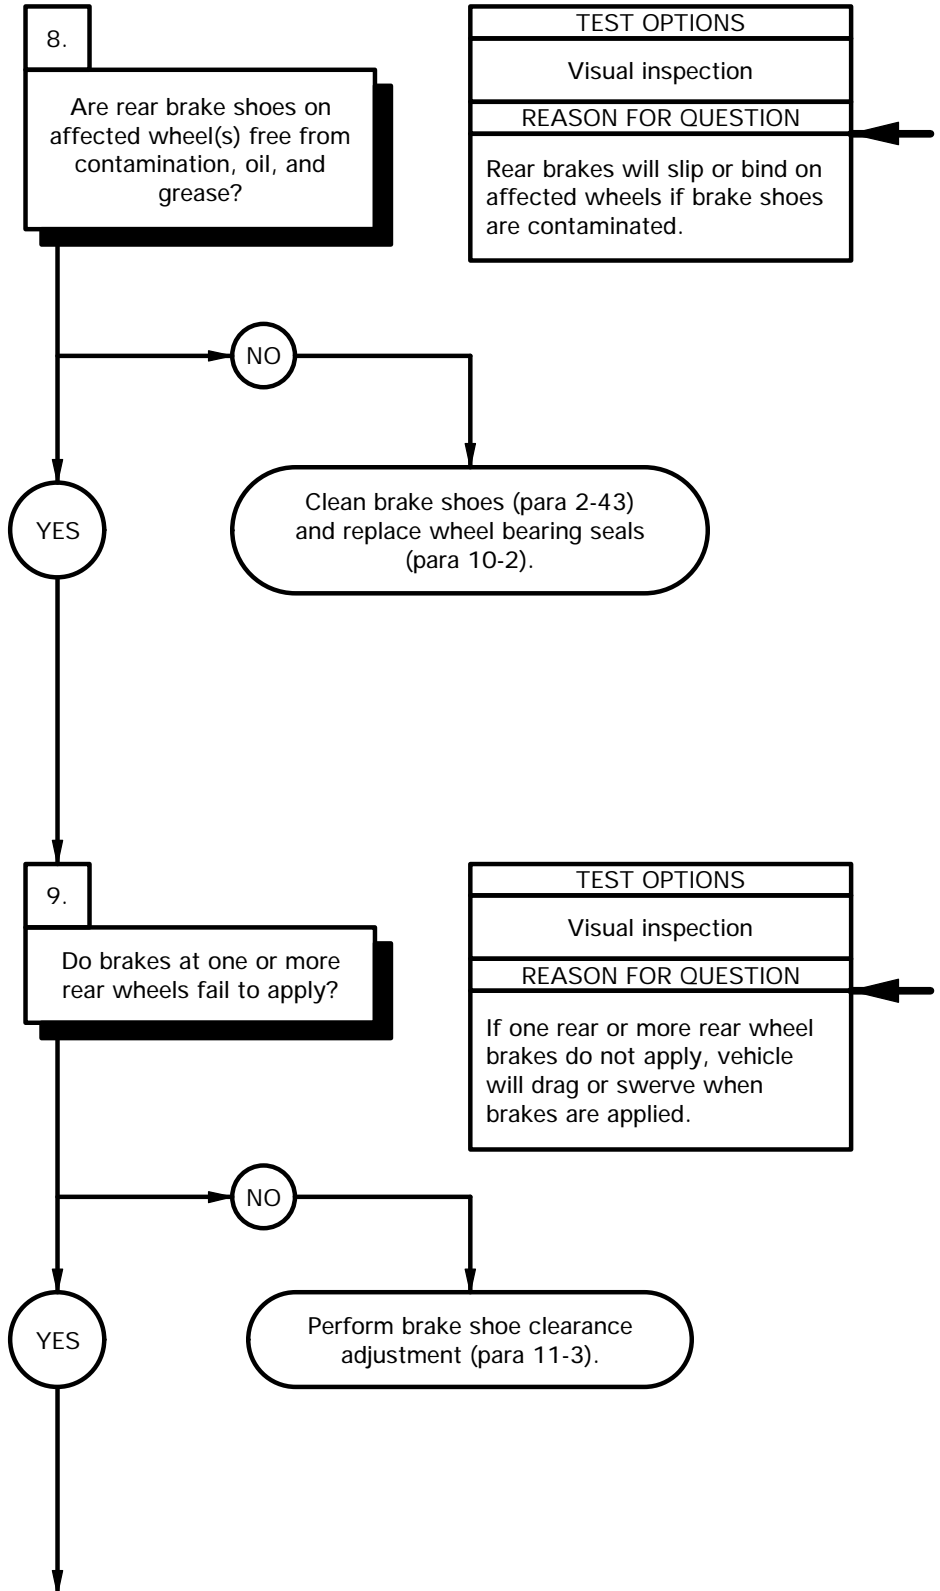 8.
Are rear brake shoes on
affected wheel(s) free from
contamination, oil, and
grease?
TEST OPTIONS
Visual inspection
REASON FOR QUESTION
Rear brakes will slip or bind on
affected wheels if brake shoes
are contaminated.
NO
Clean brake shoes (para 2-43)
and replace wheel bearing seals
(para 10-2).
YES
9.
Do brakes at one or more
rear wheels fail to apply?
TEST OPTIONS
Visual inspection
REASON FOR QUESTION
If one rear or more rear wheel
brakes do not apply, vehicle
will drag or swerve when
brakes are applied.
NO
Perform brake shoe clearance
adjustment (para 11-3).
YES